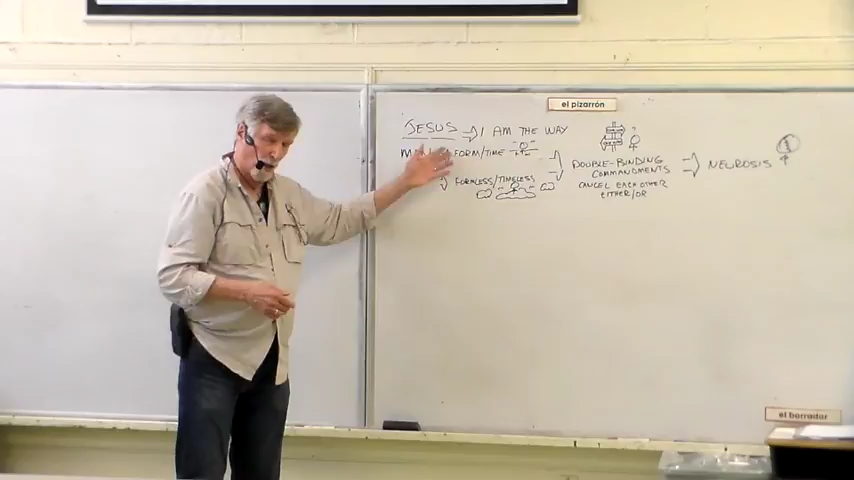 el pizarrón
JESUS ⇒ I AM THE WAY
FORM/TIME
FORMLESS/TIMELESS
DOUBLE-BINDING
COMMANDMENTS
CANCEL EACH OTHER
EITHER/OR
⇒ NEUROSIS
el borrador